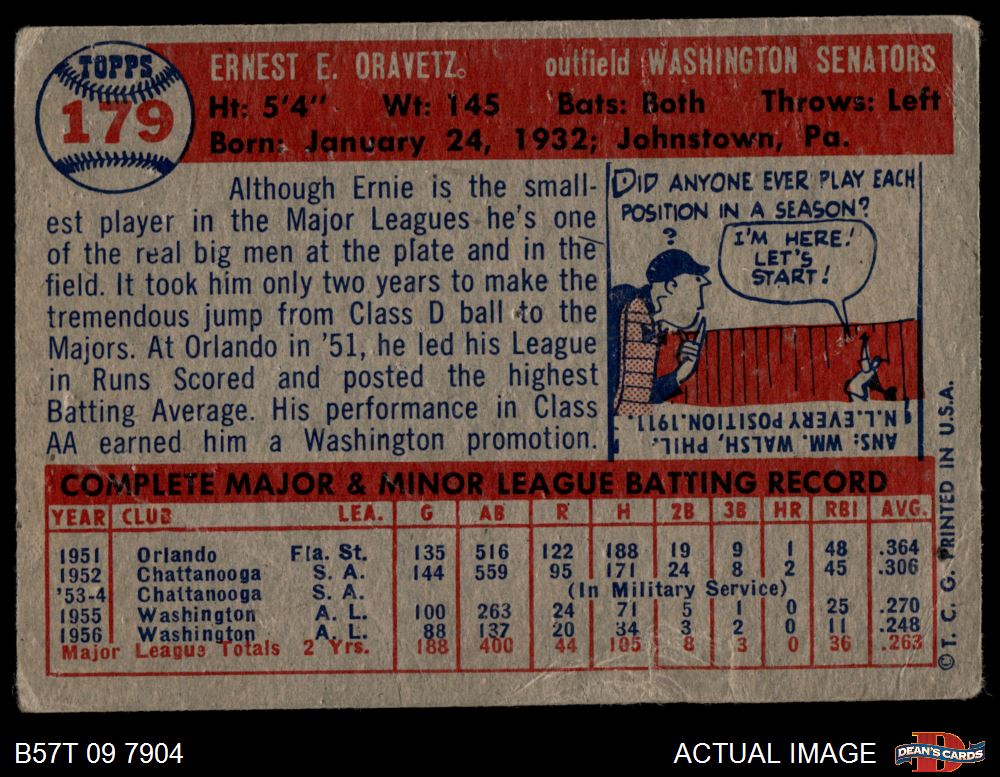 TOPPS
179
ERNEST E. ORAVETZ. outfield WASHINGTON SENATORS
Ht: 5'4" Wt: 145 Bats: Both Throws: Left
Born: January 24, 1932; Johnstown, Pa.
Although Ernie is the small-
est player in the Major Leagues he's one
of the real big men at the plate and in the
field. It took him only two years to make the
tremendous jump from Class D ball to the
Majors. At Orlando in '51, he led his League
in Runs Scored and posted the highest
Batting Average. His performance in Class
AA earned him a Washington promotion.
DID ANYONE EVER PLAY EACH
POSITION IN A SEASON?
?
I'M HERE!
LET'S
START!
ANS: WM. WALSH, PHIL.
N.L. EVERY POSITION. 1911.
COMPLETE MAJOR & MINOR LEAGUE BATTING RECORD
YEAR CLUB LEA. G AB R H 2B 3B HR RBI AVG.
1951 Orlando Fla. St. 135 516 122 188 19 9 1 48 .364
1952 Chattanooga S. A. 144 559 95 171 24 8 2 45 .306
'53-4 Chattanooga S. A. (In Military Service)
1955 Washington A. L. 100 263 24 71 5 1 0 25 .270
1956 Washington A. L. 88 137 20 34 3 2 0 11 .248
Major League Totals 2 Yrs. 188 400 44 105 8 3 0 36 .263
© T. C. G. PRINTED IN U.S.A.
B57T 09 7904
ACTUAL IMAGE
D
DEAN'S CARDS